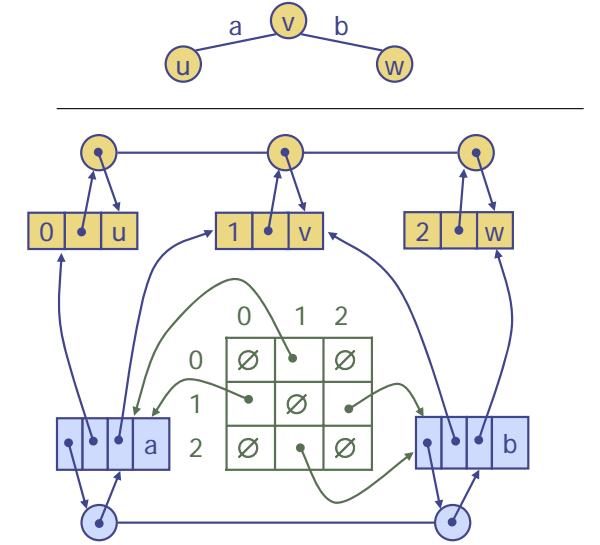 a v b
u w
0 u 1 v 2 w
0 1 2
0 ∅ ∅
1 ∅
a 2 ∅ ∅ b